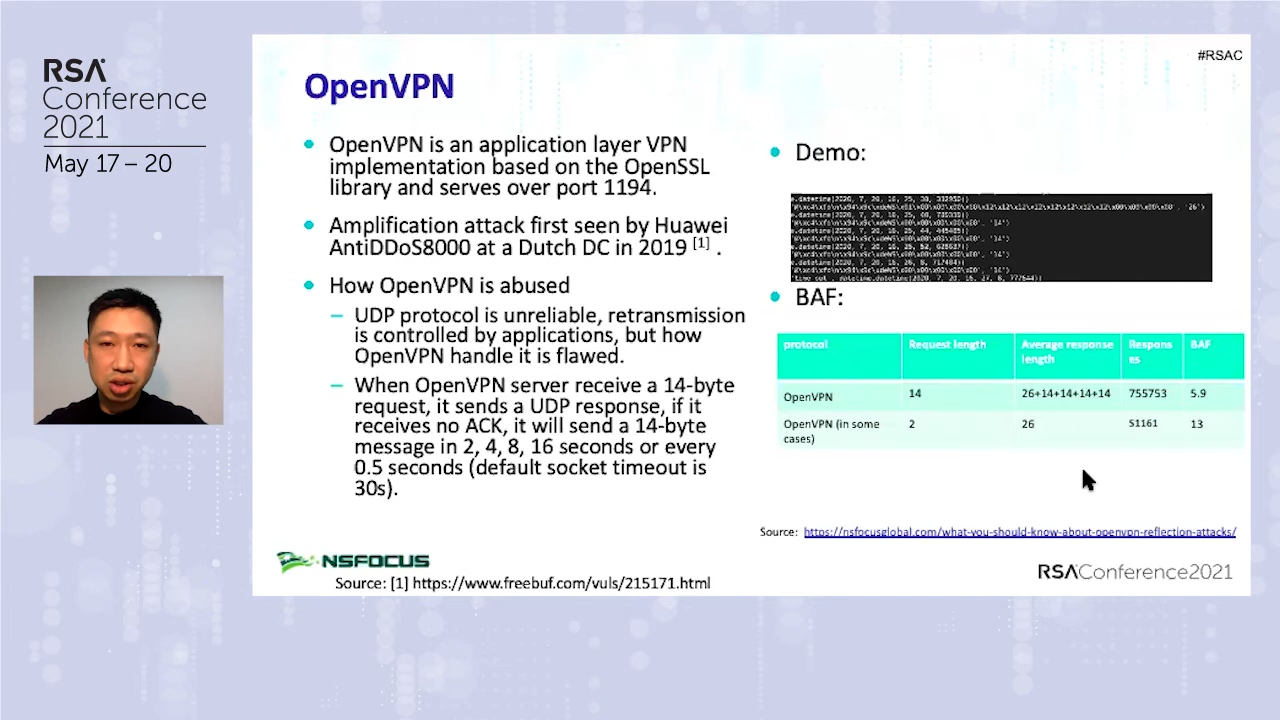 RSA
Conference
2021
May 17 – 20
#RSAC
OpenVPN
OpenVPN is an application layer VPN
implementation based on the OpenSSL
library and serves over port 1194.
Amplification attack first seen by Huawei
AntiDDoS8000 at a Dutch DC in 2019 [1] .
How OpenVPN is abused
– UDP protocol is unreliable, retransmission
is controlled by applications, but how
OpenVPN handle it is flawed.
– When OpenVPN server receive a 14-byte
request, it sends a UDP response, if it
receives no ACK, it will send a 14-byte
message in 2, 4, 8, 16 seconds or every
0.5 seconds (default socket timeout is
30s).
Demo:
BAF:
protocol Request length Average response Respons BAF
length es
OpenVPN 14 26+14+14+14+14 755753 5.9
OpenVPN (in some 2 26 51161 13
cases)
Source: https://nsfocusglobal.com/what-you-should-know-about-openvpn-reflection-attacks/
NSFOCUS
Source: [1] https://www.freebuf.com/vuls/215171.html
RSAConference2021